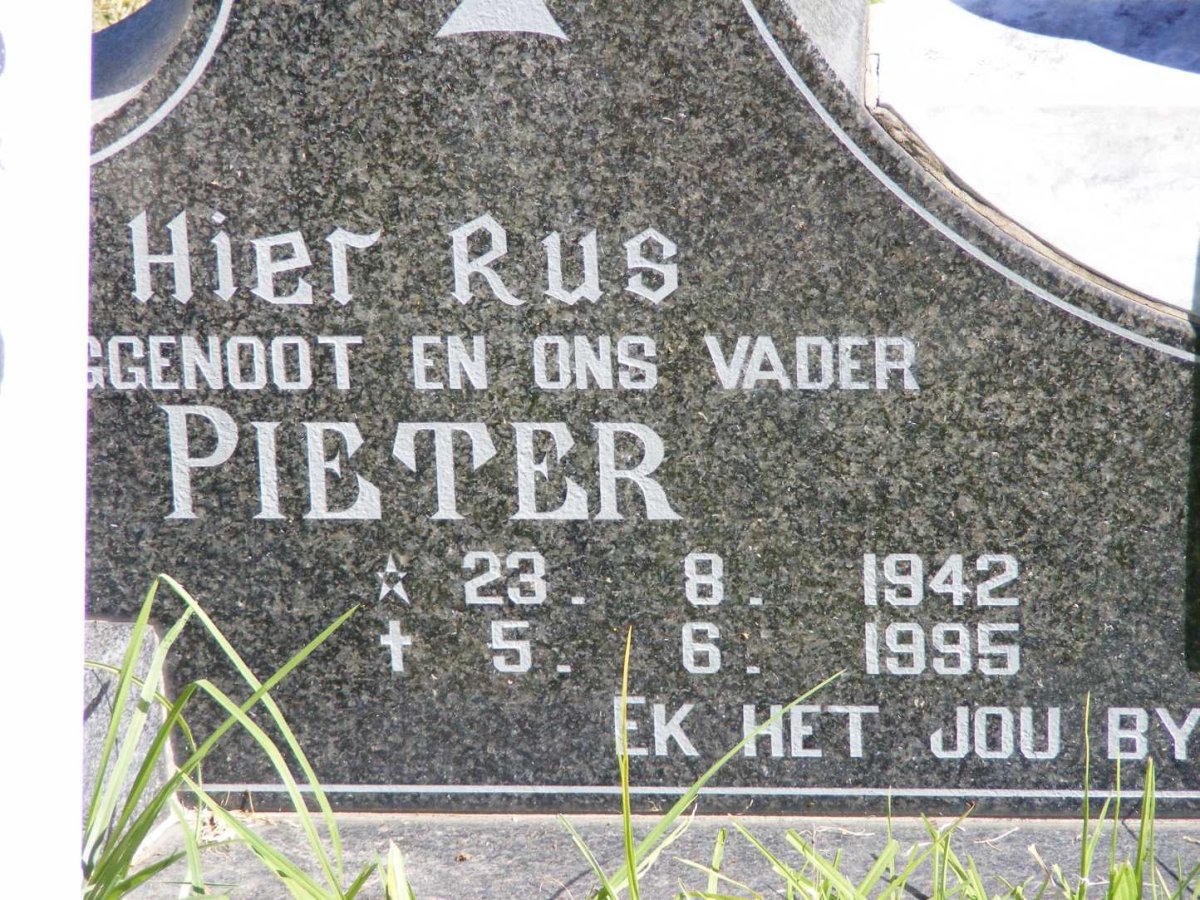 Hier Rus
GGENOOT EN ONS VADER
PIETER
☆ 23. 8. 1942
✝ 5. 6. 1995
EK HET JOU BY